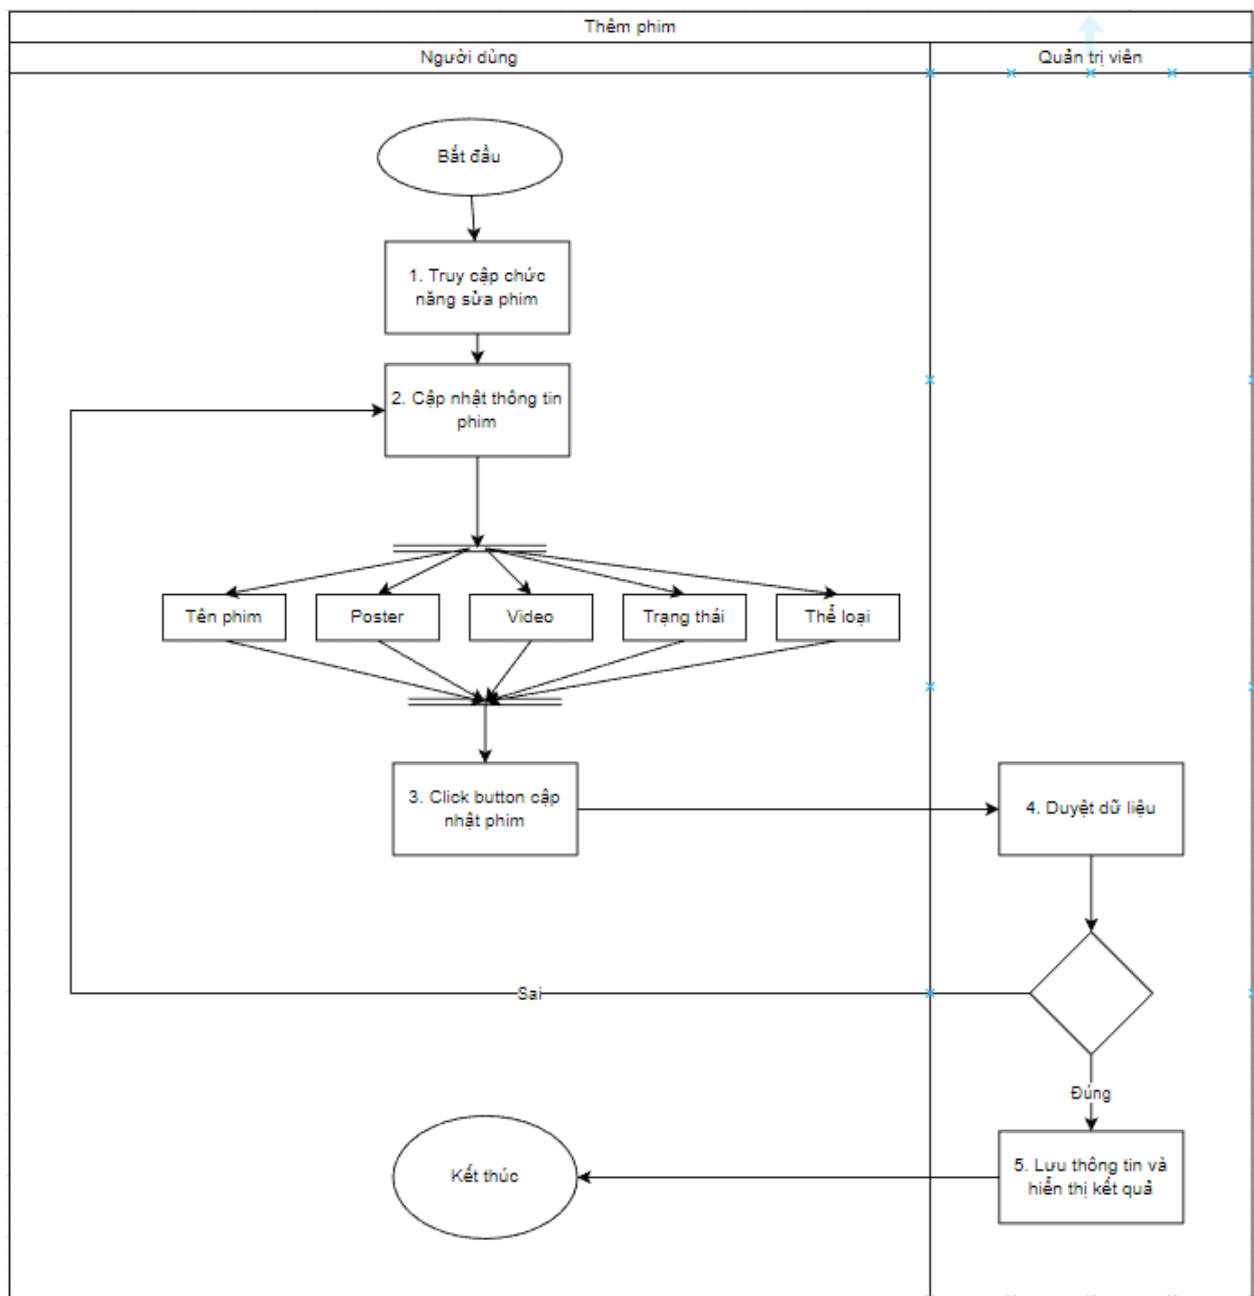 Thêm phim
Người dùng
Quản trị viên
Bắt đầu
1. Truy cập chức
năng sửa phim
2. Cập nhật thông tin
phim
Tên phim
Poster
Video
Trạng thái
Thể loại
3. Click button cập
nhật phim
4. Duyệt dữ liệu
Sai
Đúng
Kết thúc
5. Lưu thông tin và
hiển thị kết quả